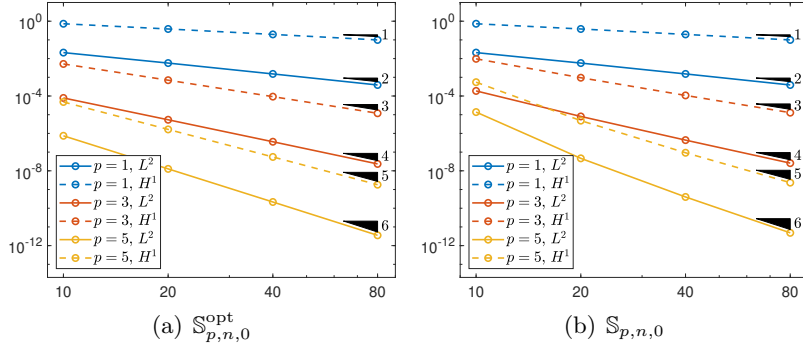 10^0
10^-4
10^-8
10^-12
10 20 40 80
1
2
3
4
5
6
p = 1, L^2
p = 1, H^1
p = 3, L^2
p = 3, H^1
p = 5, L^2
p = 5, H^1
(a) 𝕊^opt_{p,n,0}
10^0
10^-4
10^-8
10^-12
10 20 40 80
1
2
3
4
5
6
p = 1, L^2
p = 1, H^1
p = 3, L^2
p = 3, H^1
p = 5, L^2
p = 5, H^1
(b) 𝕊_{p,n,0}